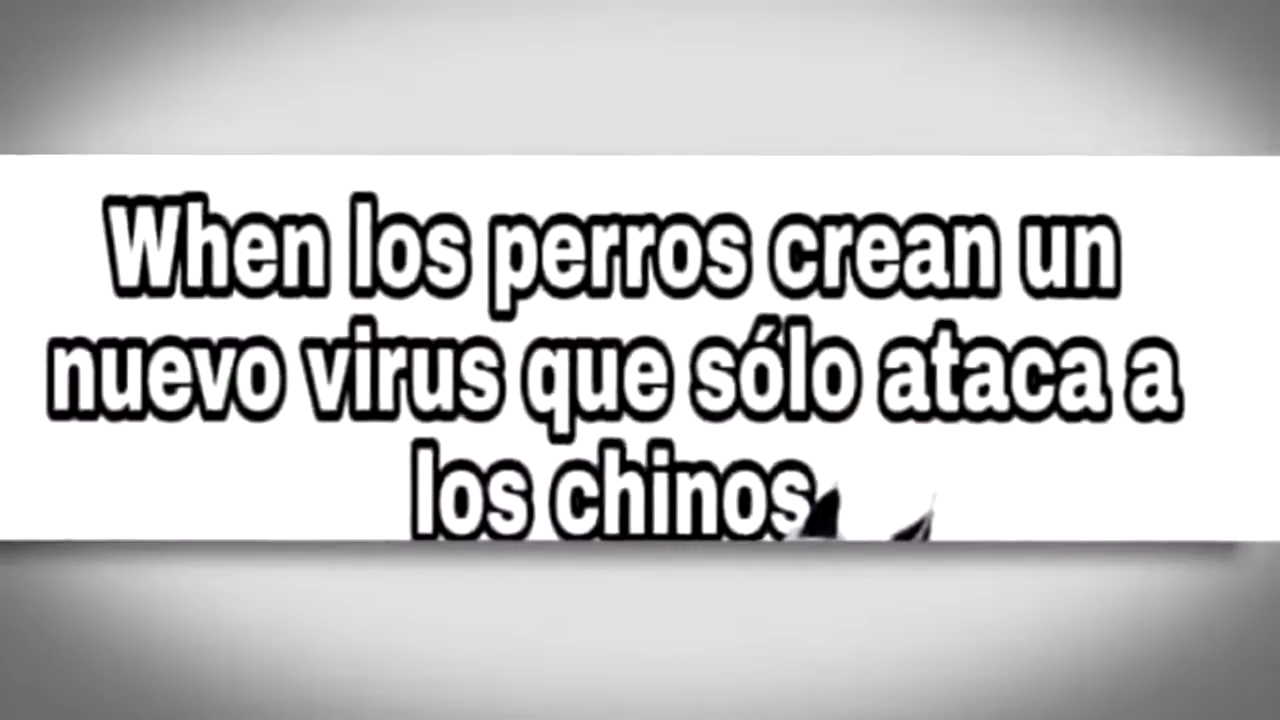 When los perros crean un
nuevo virus que sólo ataca a
los chinos